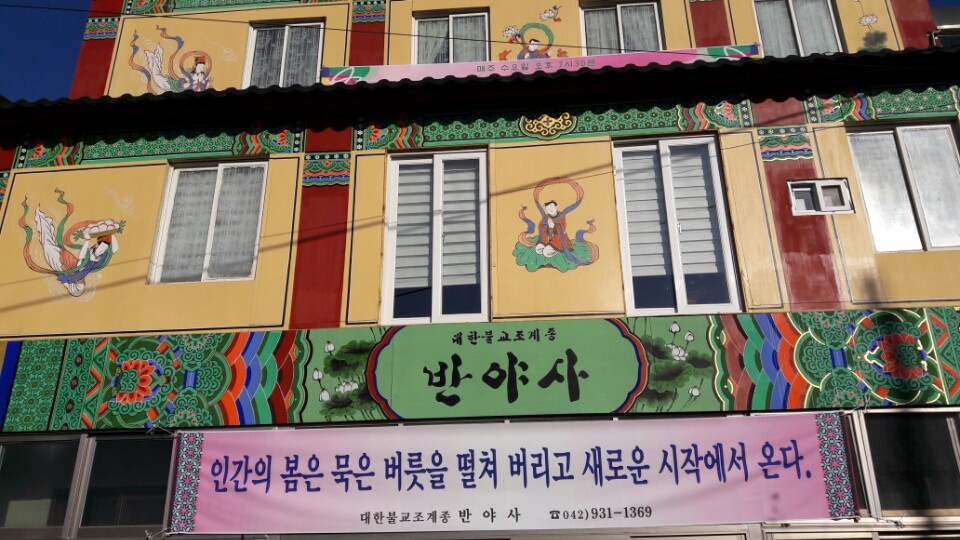 매주 수요일 오후 7시30분
대한불교조계종
반야사
인간의 봄은 묵은 버릇을 떨쳐 버리고 새로운 시작에서 온다.
대한불교조계종 반야사 ☎042)931-1369